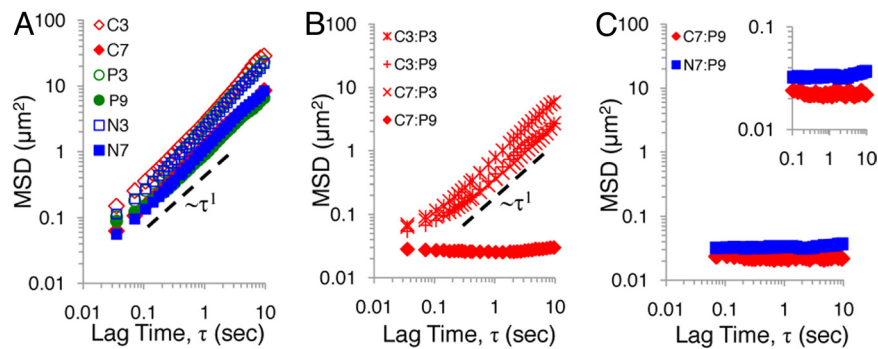 A
MSD (μm²)
100
10
1
0.1
0.01
C3
C7
P3
P9
N3
N7
~τ¹
0.01 0.1 1 10
Lag Time, τ (sec)
B
MSD (μm²)
100
10
1
0.1
0.01
C3:P3
C3:P9
C7:P3
C7:P9
~τ¹
0.01 0.1 1 10
Lag Time, τ (sec)
C
MSD (μm²)
100
10
1
0.1
0.01
C7:P9
N7:P9
0.1
0.01
0.1 1 10
0.01 0.1 1 10
Lag Time, τ (sec)